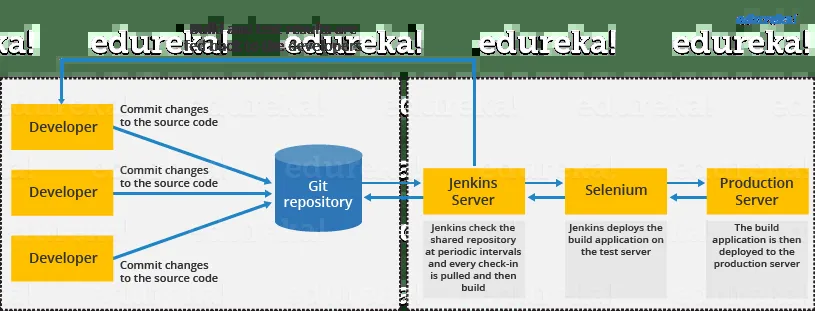 edureka!
edureka!
edureka!
edureka!
edureka!
Developer
Commit changes
to the source code
Developer
Commit changes
to the source code
Developer
Commit changes
to the source code
Git
repository
Jenkins
Server
Jenkins check the
shared repository
at periodic intervals
and every check-in
is pulled and then
build
Selenium
Jenkins deploys the
build application on
the test server
Production
Server
The build
application is then
deployed to the
production server